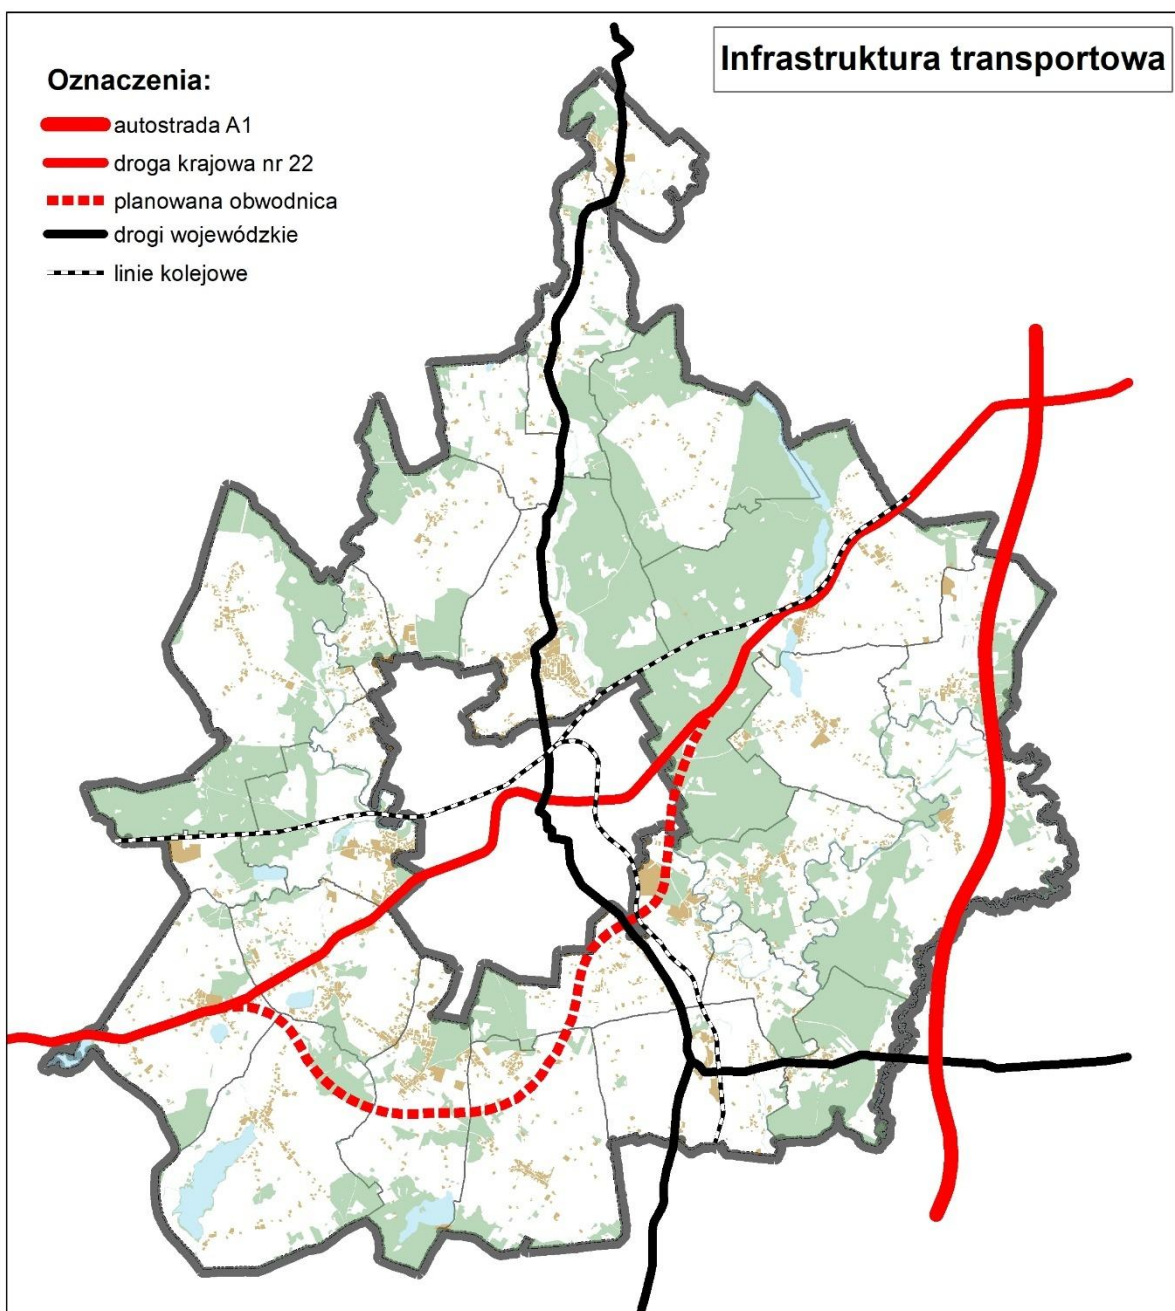 Infrastruktura transportowa
Oznaczenia:
autostrada A1
droga krajowa nr 22
planowana obwodnica
drogi wojewódzkie
linie kolejowe